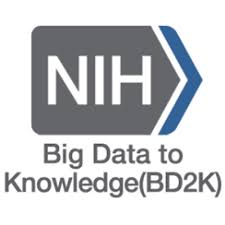 NIH
Big Data to
Knowledge(BD2K)